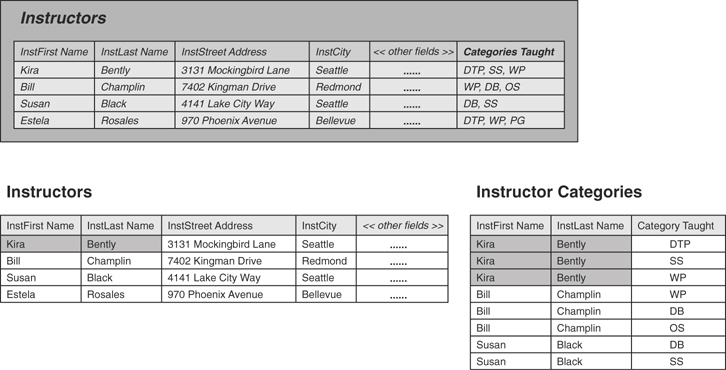 Instructors
InstFirst Name InstLast Name InstStreet Address InstCity << other fields >> Categories Taught
Kira Bently 3131 Mockingbird Lane Seattle ...... DTP, SS, WP
Bill Champlin 7402 Kingman Drive Redmond ...... WP, DB, OS
Susan Black 4141 Lake City Way Seattle ...... DB, SS
Estela Rosales 970 Phoenix Avenue Bellevue ...... DTP, WP, PG
Instructors
InstFirst Name InstLast Name InstStreet Address InstCity << other fields >>
Kira Bently 3131 Mockingbird Lane Seattle ......
Bill Champlin 7402 Kingman Drive Redmond ......
Susan Black 4141 Lake City Way Seattle ......
Estela Rosales 970 Phoenix Avenue Bellevue ......
Instructor Categories
InstFirst Name InstLast Name Category Taught
Kira Bently DTP
Kira Bently SS
Kira Bently WP
Bill Champlin WP
Bill Champlin DB
Bill Champlin OS
Susan Black DB
Susan Black SS